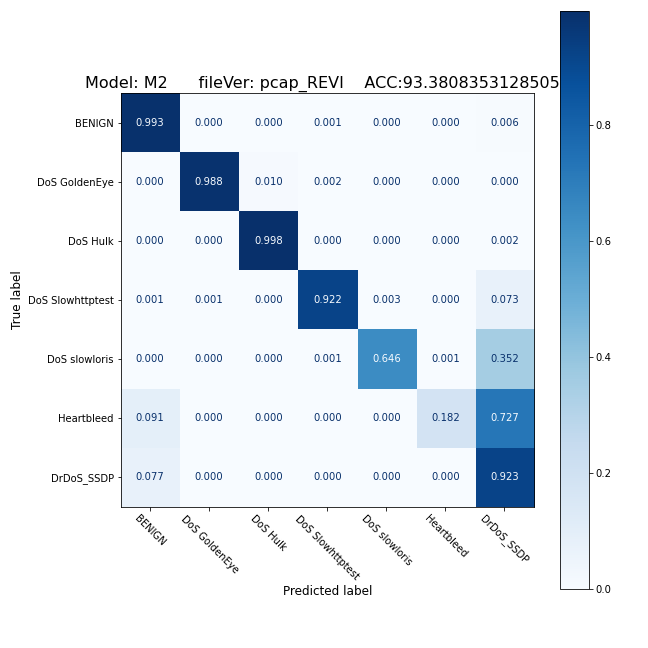 Model: M2 fileVer: pcap_REVI ACC:93.3808353128505
BENIGN 0.993 0.000 0.000 0.001 0.000 0.000 0.006
DoS GoldenEye 0.000 0.988 0.010 0.002 0.000 0.000 0.000
DoS Hulk 0.000 0.000 0.998 0.000 0.000 0.000 0.002
DoS Slowhttptest 0.001 0.001 0.000 0.922 0.003 0.000 0.073
DoS slowloris 0.000 0.000 0.000 0.001 0.646 0.001 0.352
Heartbleed 0.091 0.000 0.000 0.000 0.000 0.182 0.727
DrDoS_SSDP 0.077 0.000 0.000 0.000 0.000 0.000 0.923
True label
BENIGN DoS GoldenEye DoS Hulk DoS Slowhttptest DoS slowloris Heartbleed DrDoS_SSDP
Predicted label
0.8
0.6
0.4
0.2
0.0